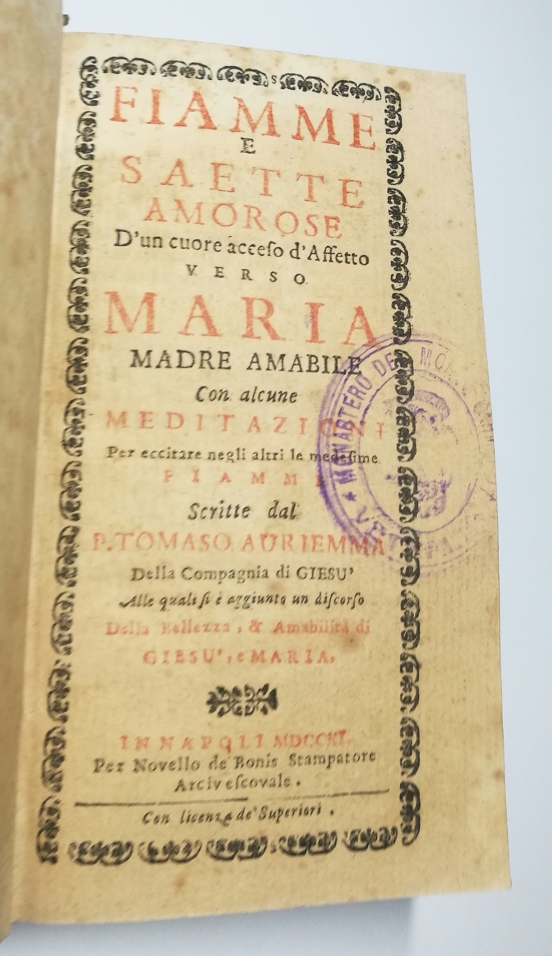 FIAMME
E
SAETTE
AMOROSE
D'un cuore acceſo d'Affetto
VERSO
MARIA
MADRE AMABILE
Con alcune
MEDITAZIONI
Per eccitare negli altri le medeſime
FIAMME
Scritte dal
P. TOMASO AURIEMMA
Della Compagnia di GIESU'
Alle quali ſi è aggiunto un diſcorſo
Della Bellezza, & Amabilità di
GIESU', e MARIA.
IN NAPOLI MDCCXI.
Per Novello de' Bonis Stampatore
Arciveſcovale.
Con licenza de' Superiori.
★ MONASTERO DEL